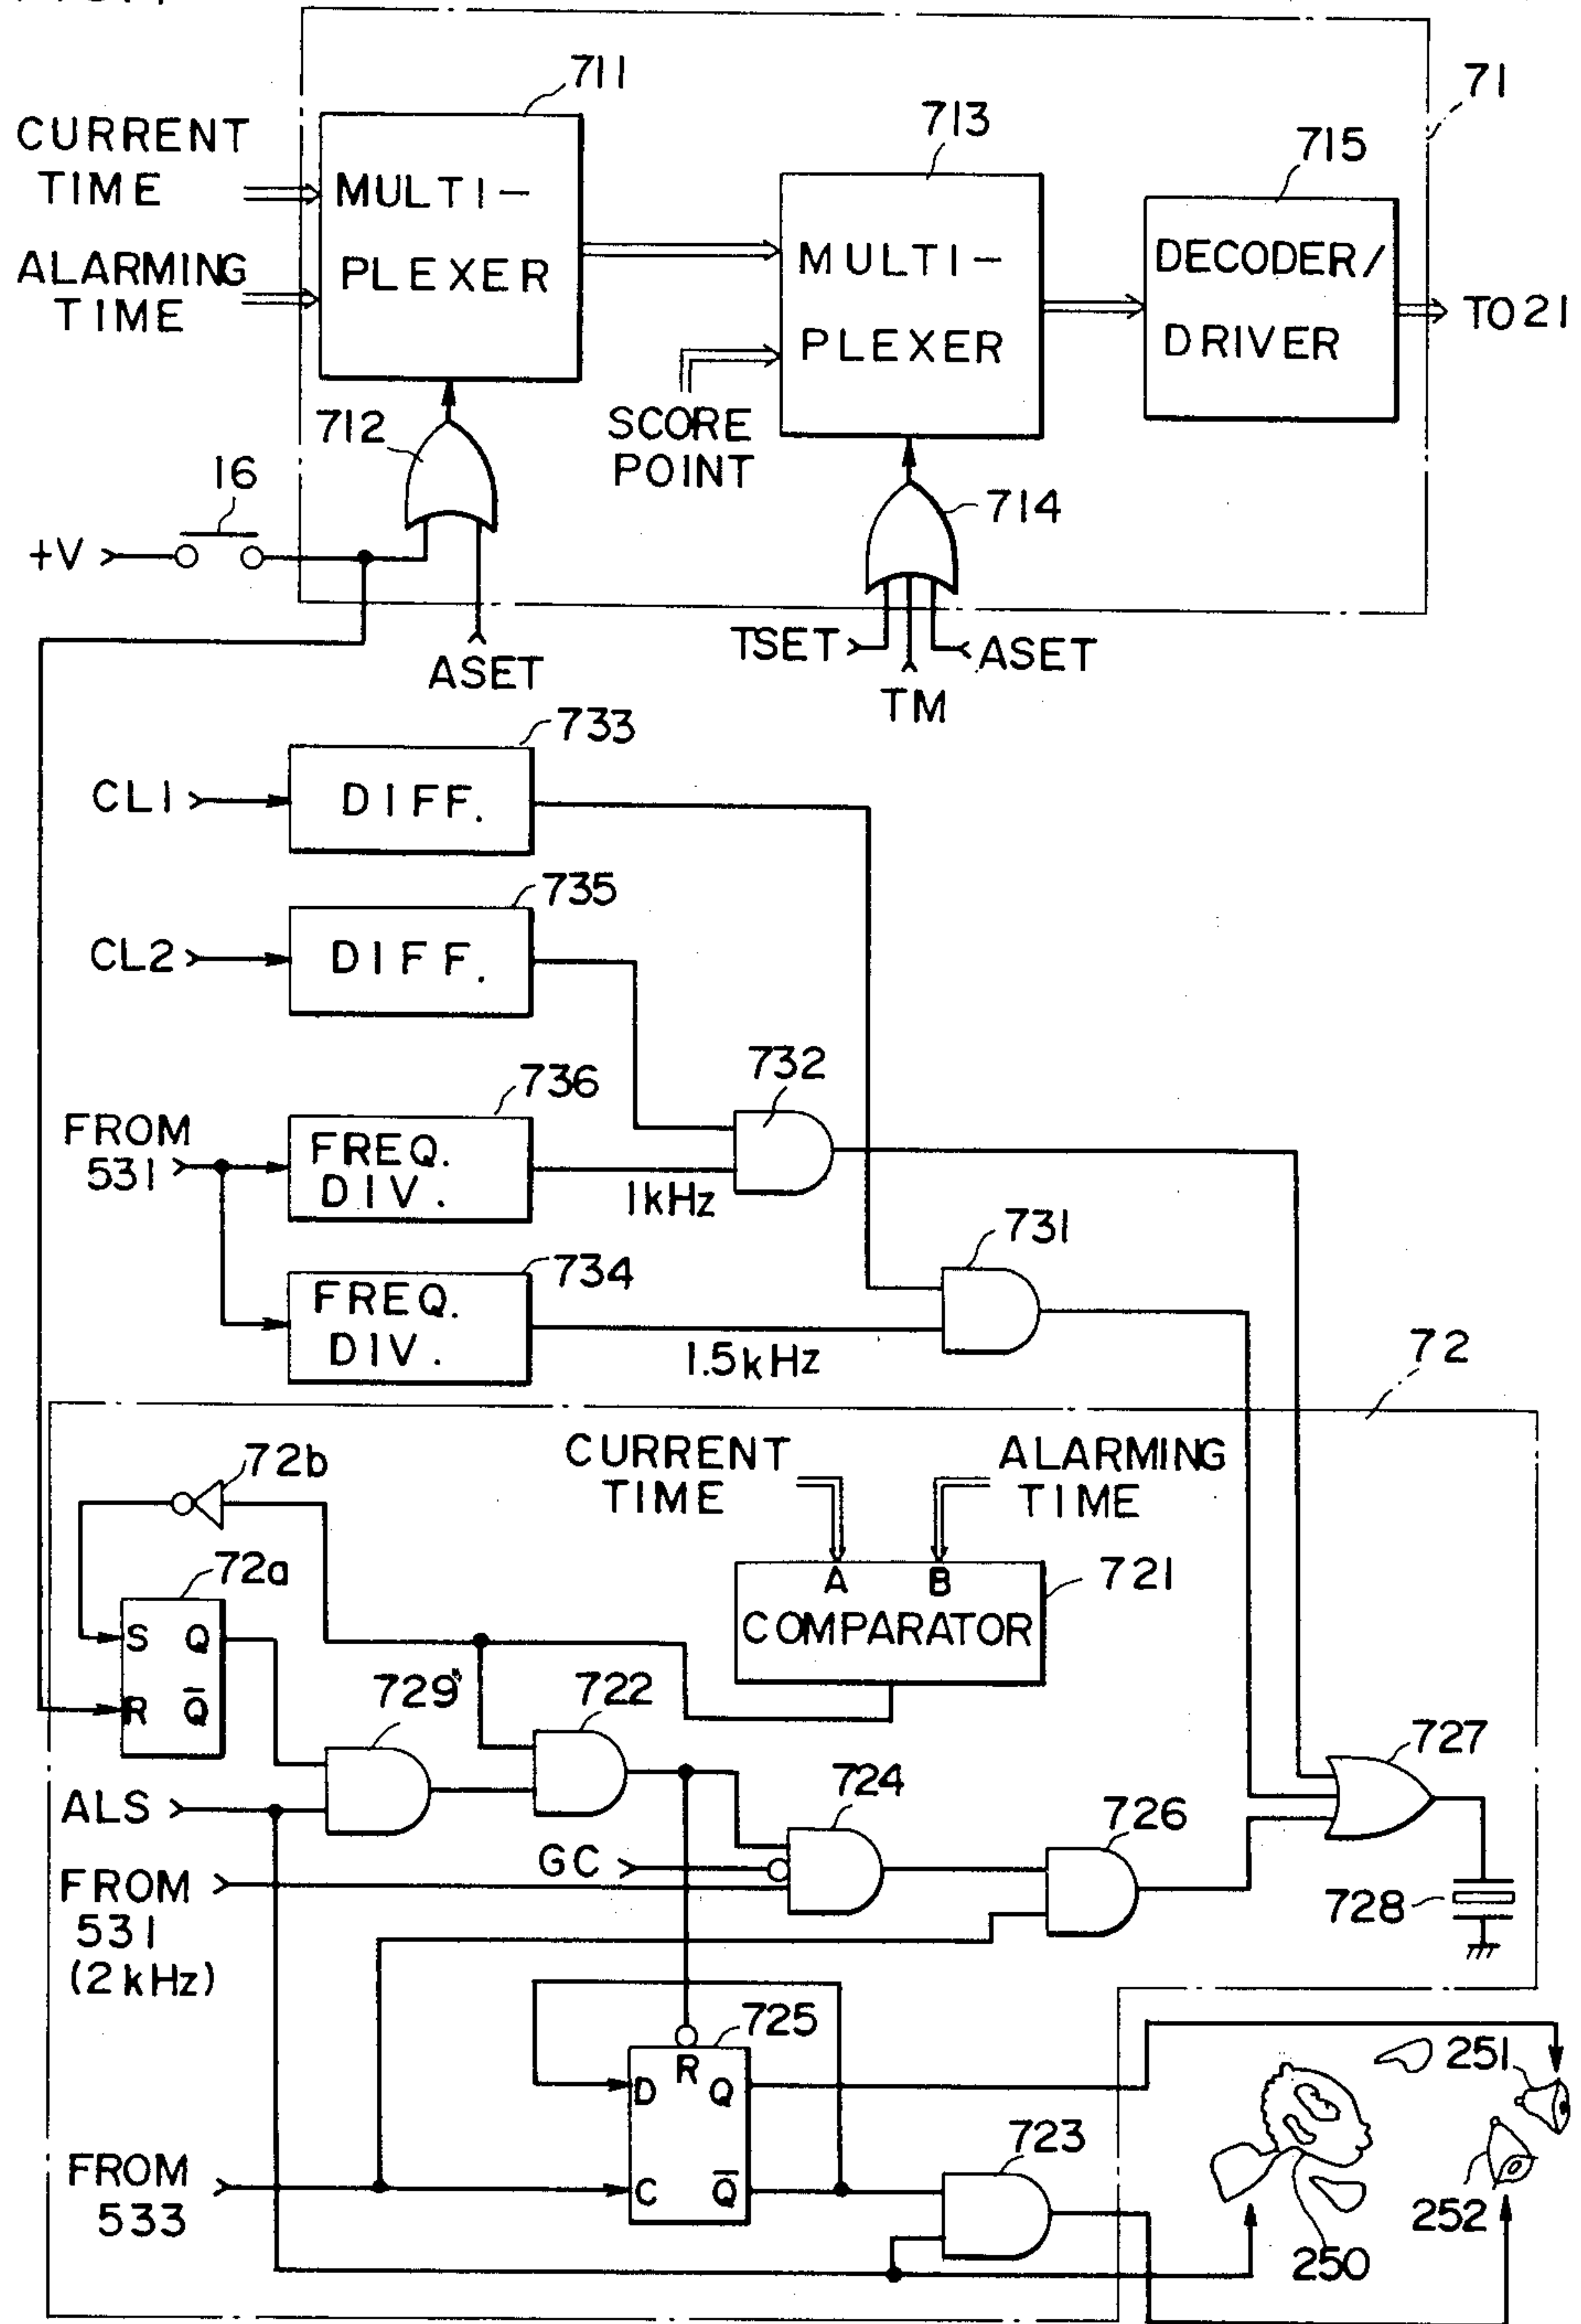 711
71
CURRENT
TIME
ALARMING
TIME
MULTI-
PLEXER
713
MULTI-
PLEXER
715
DECODER/
DRIVER
TO 21
712
SCORE
POINT
714
16
+V
ASET
TSET
TM
ASET
733
CL1
DIFF.
735
CL2
DIFF.
732
736
FROM
531
FREQ.
DIV.
1kHz
731
734
FREQ.
DIV.
1.5kHz
72
72b
CURRENT
TIME
ALARMING
TIME
72a
A B
COMPARATOR
721
S Q
R Q̅
729
722
724
727
ALS
726
GC
FROM
531
(2kHz)
728
725
R
D Q
C Q̅
723
FROM
533
251
252
250